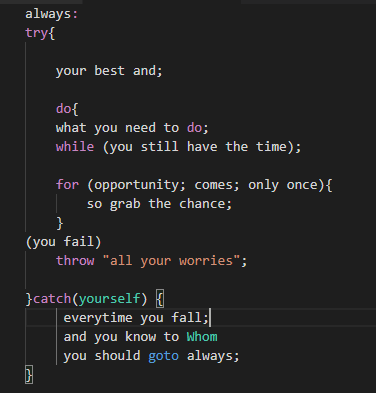 always:
try{
your best and;
do{
what you need to do;
while (you still have the time);
for (opportunity; comes; only once){
so grab the chance;
}
(you fail)
throw "all your worries";
}catch(yourself) {
everytime you fall;
and you know to Whom
you should goto always;
}